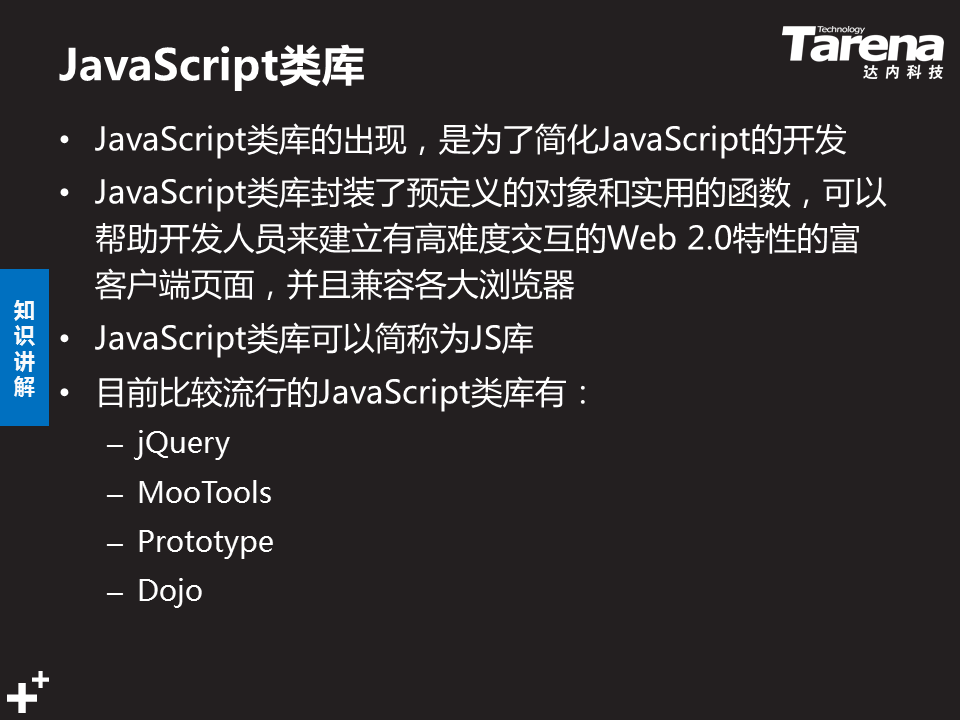 JavaScript类库
Technology
Tarena
达内科技
• JavaScript类库的出现，是为了简化JavaScript的开发
• JavaScript类库封装了预定义的对象和实用的函数，可以
帮助开发人员来建立有高难度交互的Web 2.0特性的富
客户端页面，并且兼容各大浏览器
• JavaScript类库可以简称为JS库
• 目前比较流行的JavaScript类库有：
– jQuery
– MooTools
– Prototype
– Dojo
知
识
讲
解